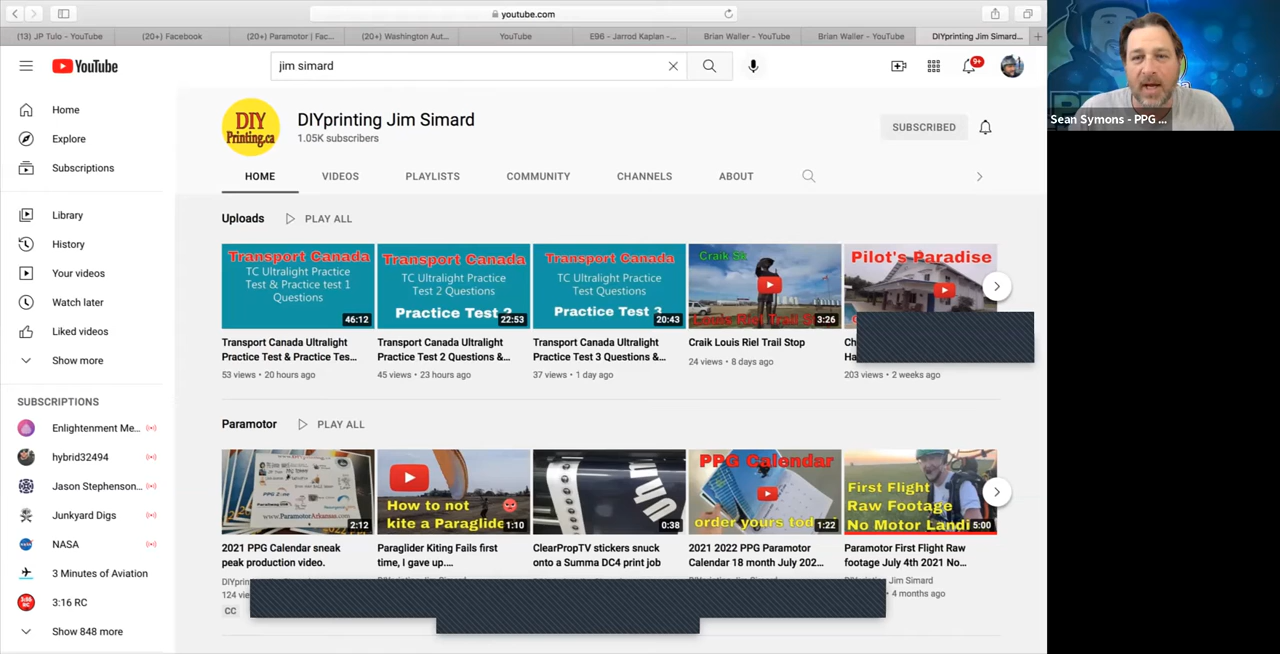 youtube.com
(13) JP Tulo - YouTube
(20+) Facebook
(20+) Paramotor | Fac...
(20+) Washington Aut...
YouTube
E96 - Jarrod Kaplan -...
Brian Waller - YouTube
Brian Waller - YouTube
DIYprinting Jim Simard...
YouTube
jim simard
9+
Sean Symons - PPG ...
Home
Explore
Subscriptions
Library
History
Your videos
Watch later
Liked videos
Show more
SUBSCRIPTIONS
Enlightenment Me...
hybrid32494
Jason Stephenson...
Junkyard Digs
NASA
3 Minutes of Aviation
3:16 RC
Show 848 more
DIY
Printing.ca
DIYprinting Jim Simard
1.05K subscribers
SUBSCRIBED
HOME
VIDEOS
PLAYLISTS
COMMUNITY
CHANNELS
ABOUT
Uploads
PLAY ALL
Transport Canada
TC Ultralight Practice
Test & Practice test 1
Questions
46:12
Transport Canada Ultralight
Practice Test & Practice Tes...
53 views • 20 hours ago
Transport Canada
TC Ultralight Practice
Test 2 Questions
Practice Test 2
22:53
Transport Canada Ultralight
Practice Test 2 Questions &...
45 views • 23 hours ago
Transport Canada
TC Ultralight Practice
Test Questions
Practice Test 3
20:43
Transport Canada Ultralight
Practice Test 3 Questions &...
37 views • 1 day ago
Craik Sk
Louis Riel Trail Stop
3:26
Craik Louis Riel Trail Stop
24 views • 8 days ago
Pilot's Paradise
203 views • 2 weeks ago
Paramotor
PLAY ALL
PPG Zone
www.ParamotorArkansas.com
2:12
2021 PPG Calendar sneak
peak production video.
124
CC
How to not
kite a Paraglide
1:10
Paraglider Kiting Fails first
time, I gave up....
0:38
ClearPropTV stickers snuck
onto a Summa DC4 print job
PPG Calendar
order yours tod
1:22
2021 2022 PPG Paramotor
Calendar 18 month July 202...
First Flight
Raw Footage
No Motor Landi
5:00
Paramotor First Flight Raw
footage July 4th 2021 No...
Jim Simard
4 months ago